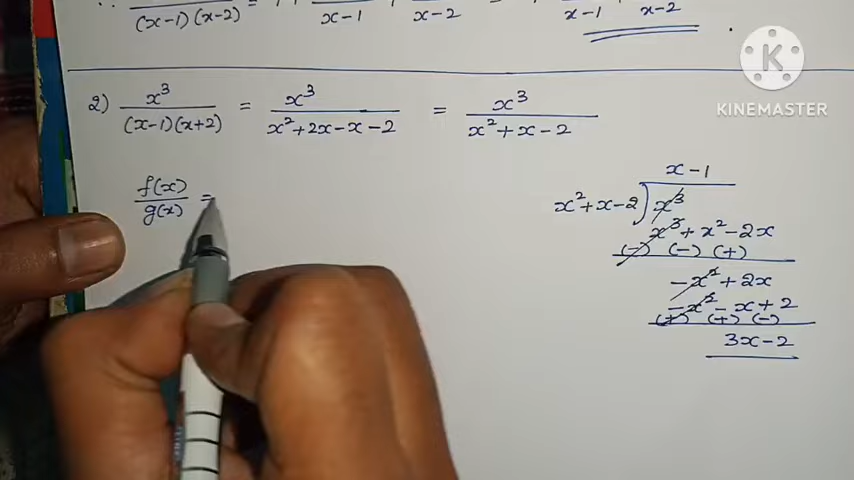 ∴ ───── = 1 + ─── + ─── = 
(x-1)(x-2) = x-1 x-2 x-1 x-2
2) x³/((x-1)(x+2)) = x³/(x²+2x-x-2) = x³/(x²+x-2)
K
KINEMASTER
x-1
f(x)/g(x) =
x²+x-2 x³
x³+x²-2x
(-) (-) (+)
-x²+2x
-x²-x+2
(+) (+) (-)
3x-2